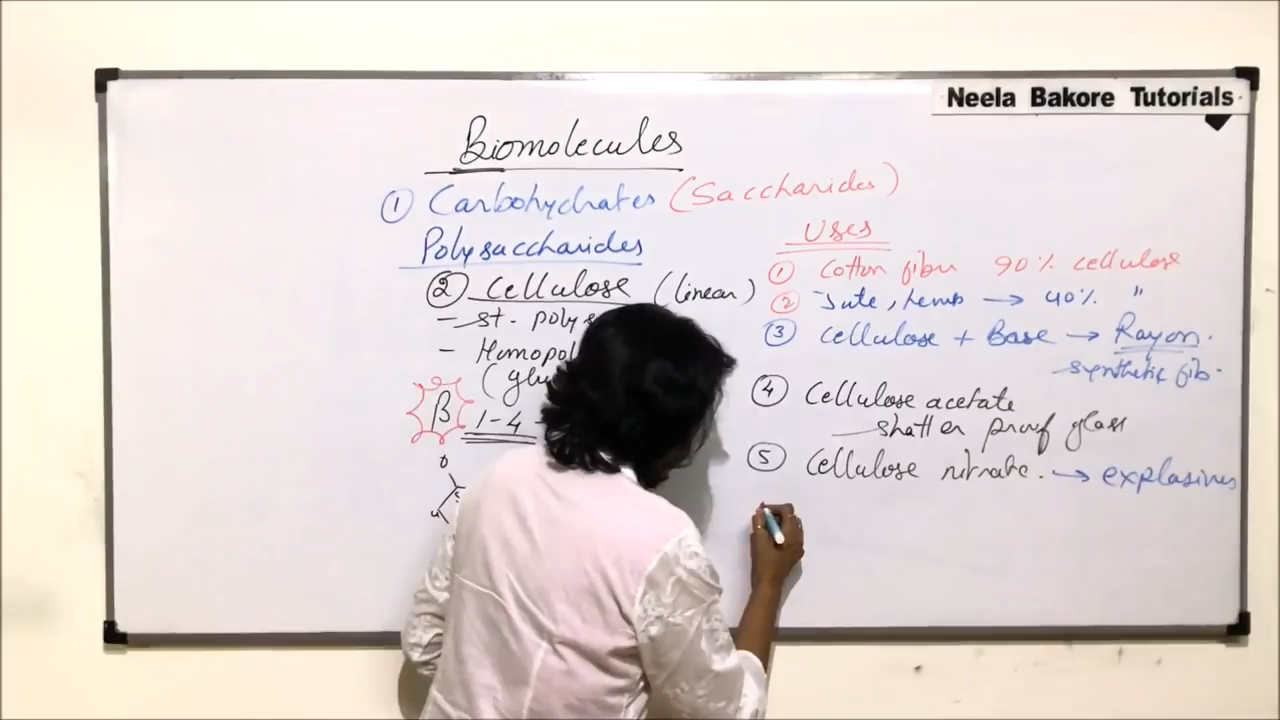 Neela Bakore Tutorials
Biomolecules
① Carbohydrates (Saccharides)
Polysaccharides
② Cellulose (linear)
- st. polys
- Homopol
(glu
β 1-4
Uses
① Cotton fibre 90% cellulose
② Jute, hemp → 40% "
③ Cellulose + Base → Rayon.
synthetic fib.
④ Cellulose acetate
shatter proof glass
⑤ Cellulose nitrate. → explosives